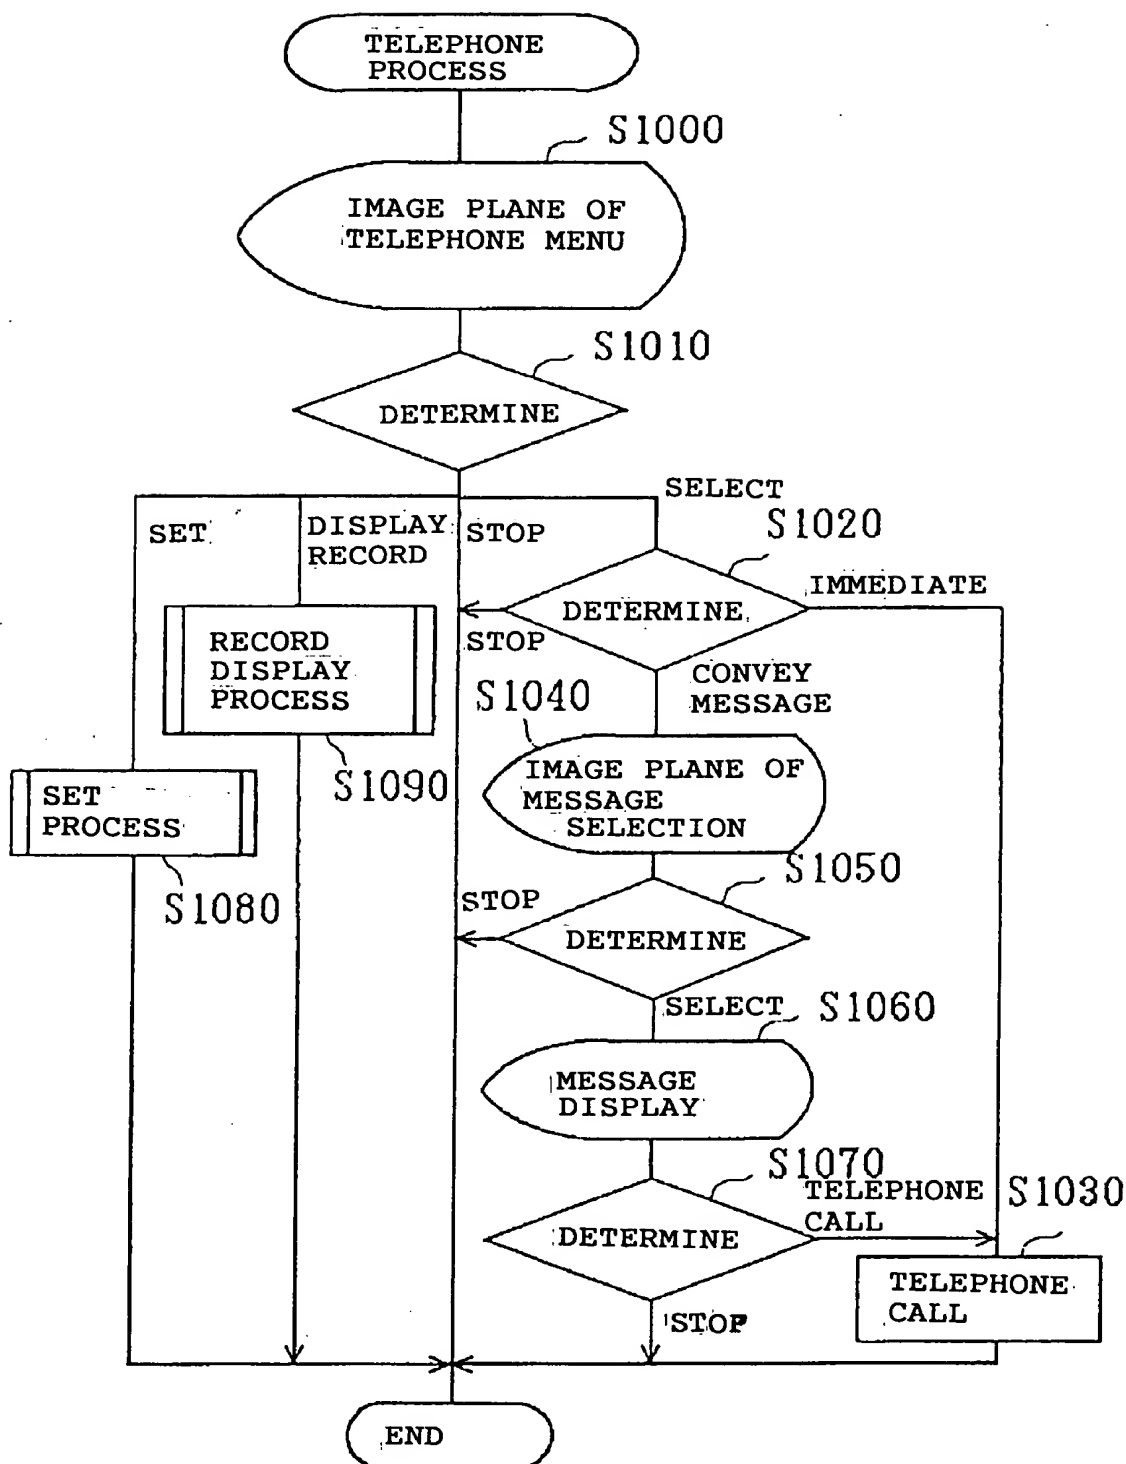 TELEPHONE
PROCESS
S1000
IMAGE PLANE OF
TELEPHONE MENU
S1010
DETERMINE
SELECT
SET
DISPLAY
RECORD
STOP
S1020
DETERMINE
IMMEDIATE
STOP
RECORD
DISPLAY
PROCESS
CONVEY
MESSAGE
S1040
S1090
IMAGE PLANE OF
MESSAGE
SELECTION
SET
PROCESS
S1080
S1050
STOP
DETERMINE
SELECT
S1060
MESSAGE
DISPLAY
S1070
TELEPHONE
CALL
S1030
DETERMINE
TELEPHONE
CALL
STOP
END